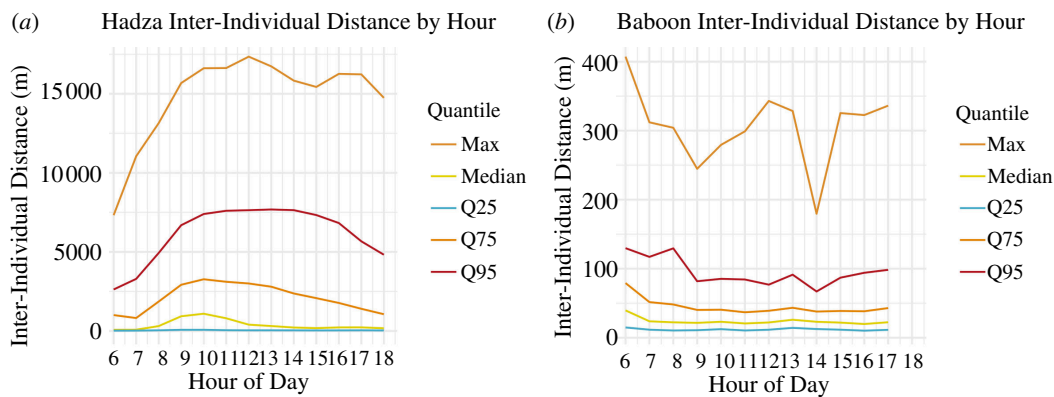 (a) Hadza Inter-Individual Distance by Hour
Inter-Individual Distance (m)
15000
10000
5000
0
6 7 8 9 10 11 12 13 14 15 16 17 18
Hour of Day
Quantile
Max
Median
Q25
Q75
Q95
(b) Baboon Inter-Individual Distance by Hour
Inter-Individual Distance (m)
400
300
200
100
0
6 7 8 9 10 11 12 13 14 15 16 17 18
Hour of Day
Quantile
Max
Median
Q25
Q75
Q95